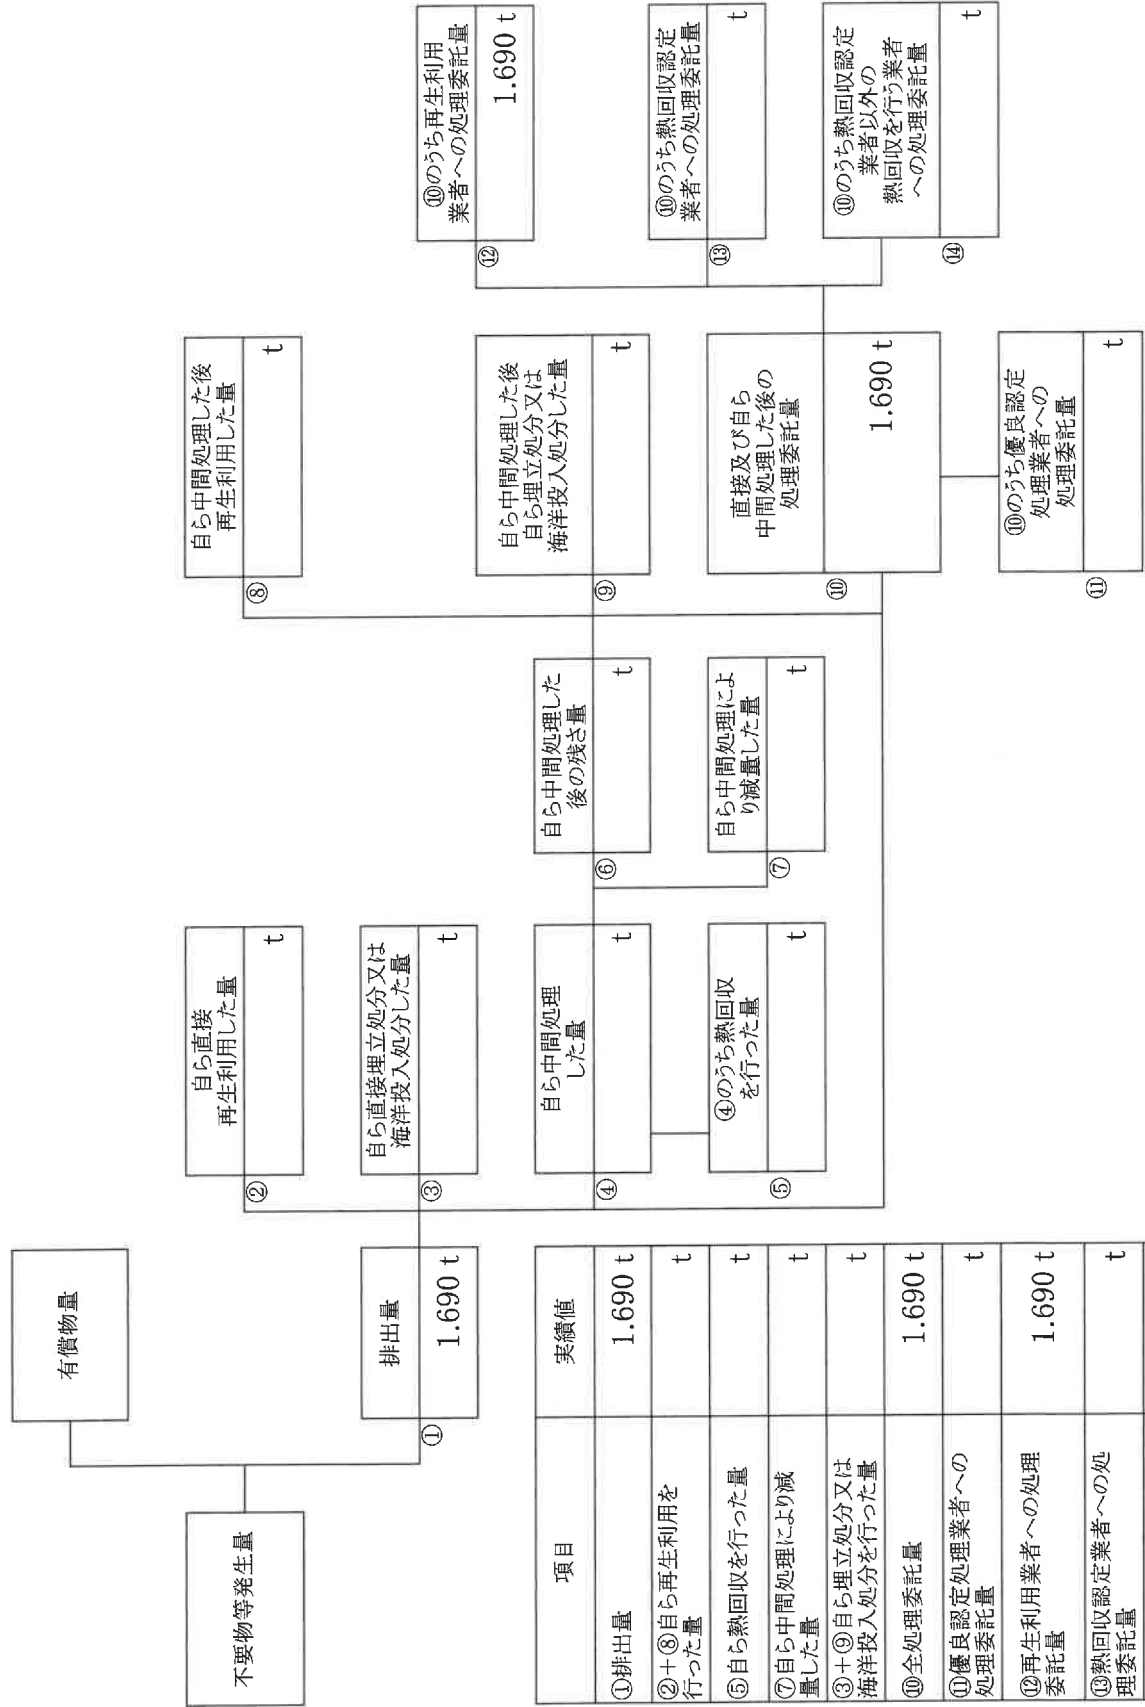 不要物等発生量
有償物量
①
排出量
1.690 t
②
自ら直接
再生利用した量
t
③
自ら直接埋立処分又は
海洋投入処分した量
t
④
自ら中間処理
した量
t
⑤
④のうち熱回収
を行った量
t
⑥
自ら中間処理した
後の残さ量
t
⑦
自ら中間処理によ
り減量した量
t
⑧
自ら中間処理した後
再生利用した量
t
⑨
自ら中間処理した後
自ら埋立処分又は
海洋投入処分した量
t
⑩
直接及び自ら
中間処理した後の
処理委託量
1.690 t
⑪
⑩のうち優良認定
処理業者への
処理委託量
t
⑫
⑩のうち再生利用
業者への処理委託量
1.690 t
⑬
⑩のうち熱回収認定
業者への処理委託量
t
⑭
⑩のうち熱回収認定
業者以外の
熱回収を行う業者
への処理委託量
t
項目 実績値
①排出量 1.690 t
②+⑧自ら再生利用を
行った量 t
⑤自ら熱回収を行った量 t
⑦自ら中間処理により減
量した量 t
③+⑨自ら埋立処分又は
海洋投入処分を行った量 t
⑩全処理委託量 1.690 t
⑪優良認定処理業者への
処理委託量 t
⑫再生利用業者への処理
委託量 1.690 t
⑬熱回収認定業者への処
理委託量 t